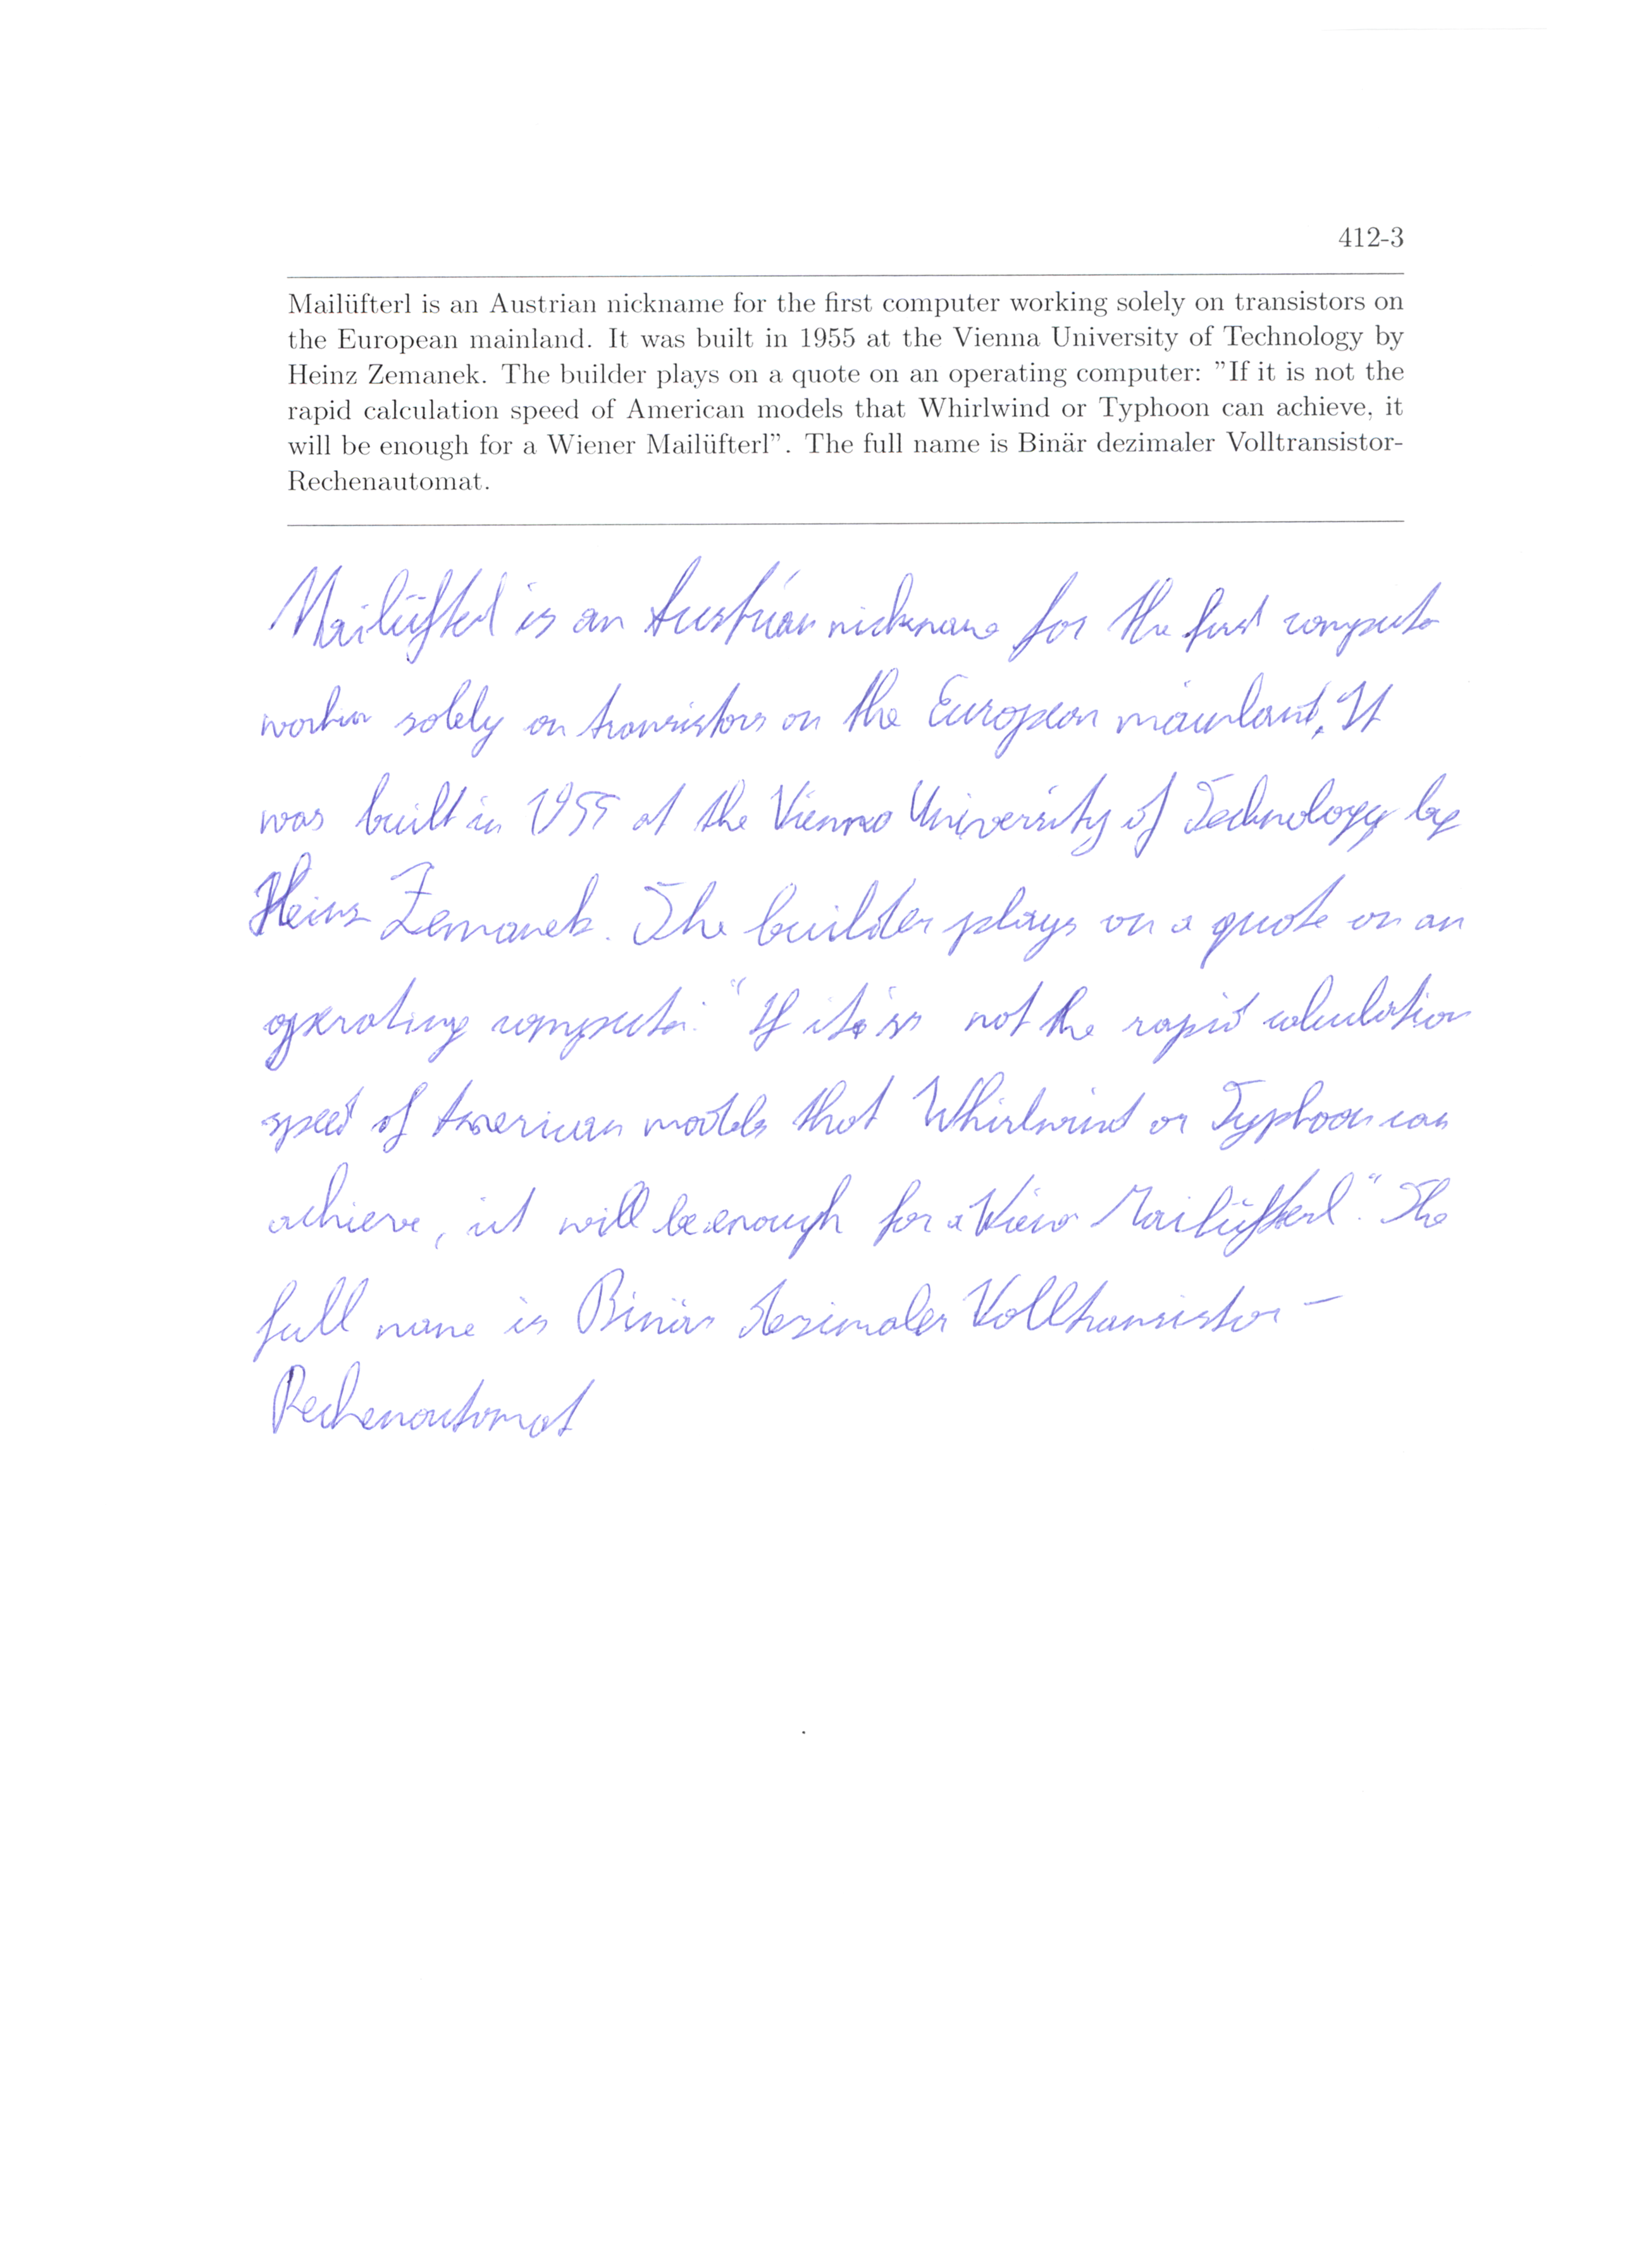 412-3
Mailüfterl is an Austrian nickname for the first computer working solely on transistors on
the European mainland. It was built in 1955 at the Vienna University of Technology by
Heinz Zemanek. The builder plays on a quote on an operating computer: "If it is not the
rapid calculation speed of American models that Whirlwind or Typhoon can achieve, it
will be enough for a Wiener Mailüfterl". The full name is Binär dezimaler Volltransistor-
Rechenautomat.
Mailüfterl is an Austrian nickname for the first computer
workin solely on transistors on the European mainland. It
was built in 1955 at the Vienna University of Technology by
Heinz Zemanek. The builder plays on a quote on an
operating computer: "If it is not the rapid calculation
speed of American models that Whirlwind or Typhoon can
achieve, it will be enough for a Wiener Mailüfterl". The
full name is Binär dezimaler Volltransistor-
Rechenautomat